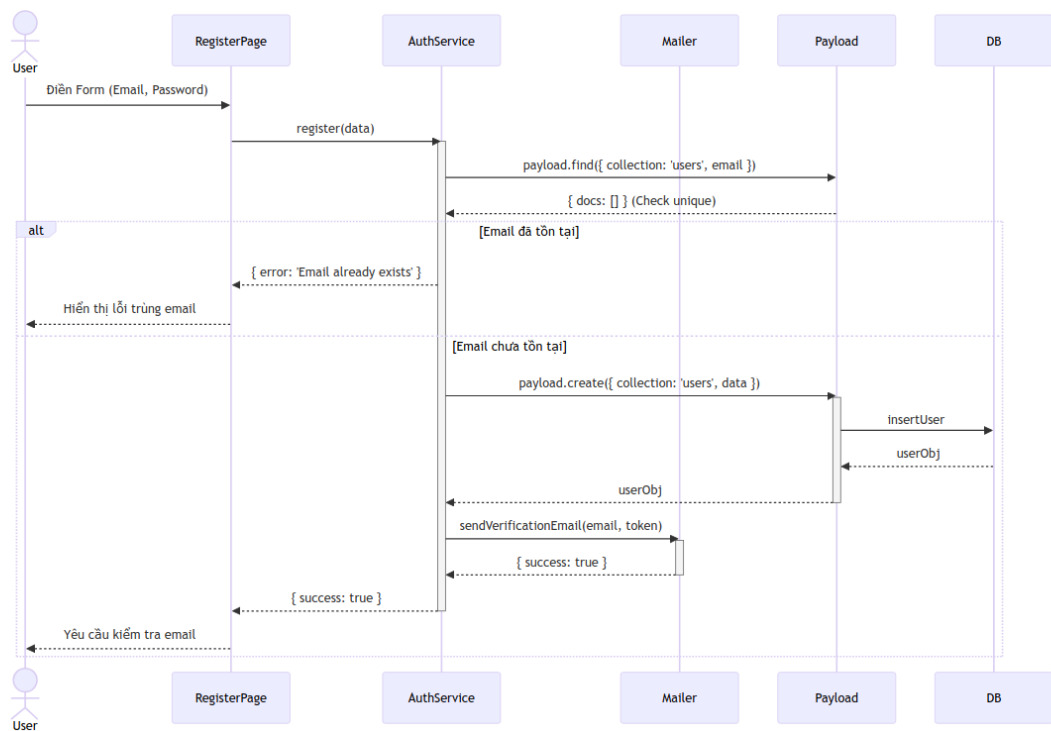 RegisterPage
AuthService
Mailer
Payload
DB
User
Điền Form (Email, Password)
register(data)
payload.find({ collection: 'users', email })
{ docs: [] } (Check unique)
alt
[Email đã tồn tại]
{ error: 'Email already exists' }
Hiển thị lỗi trùng email
[Email chưa tồn tại]
payload.create({ collection: 'users', data })
insertUser
userObj
userObj
sendVerificationEmail(email, token)
{ success: true }
{ success: true }
Yêu cầu kiểm tra email
RegisterPage
AuthService
Mailer
Payload
DB
User